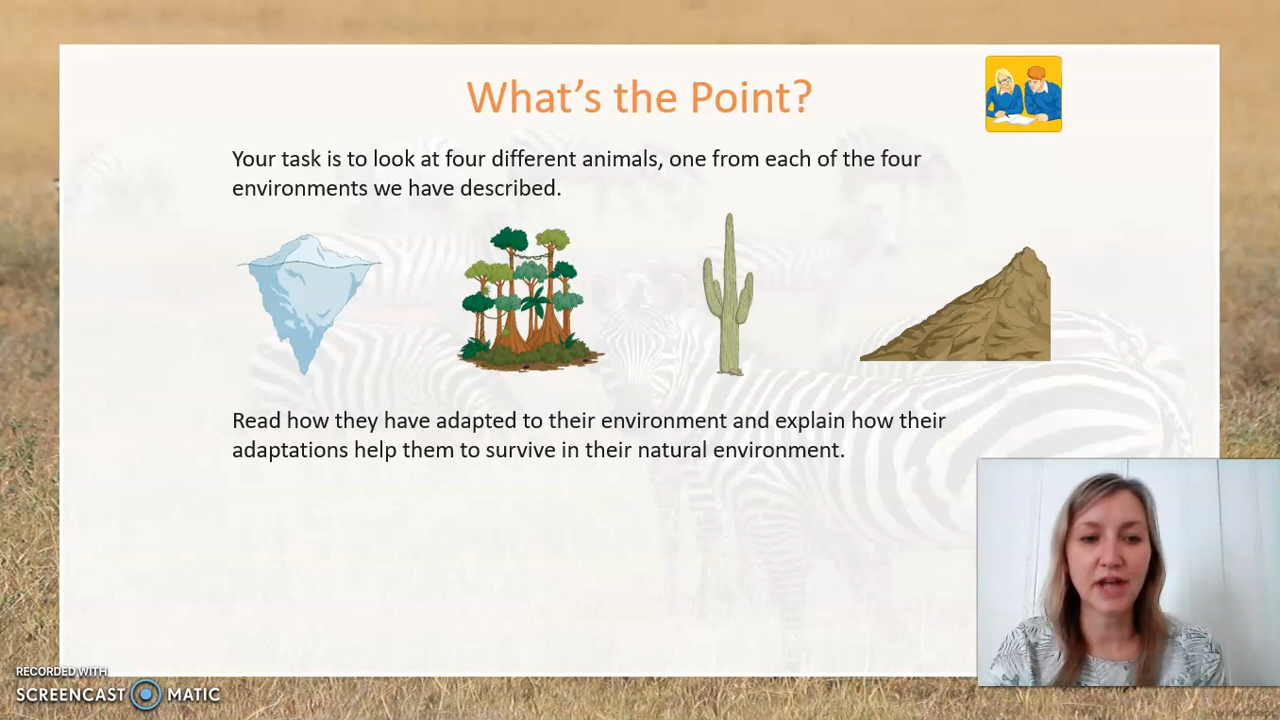 What's the Point?
Your task is to look at four different animals, one from each of the four
environments we have described.
Read how they have adapted to their environment and explain how their
adaptations help them to survive in their natural environment.
RECORDED WITH
SCREENCAST MATIC